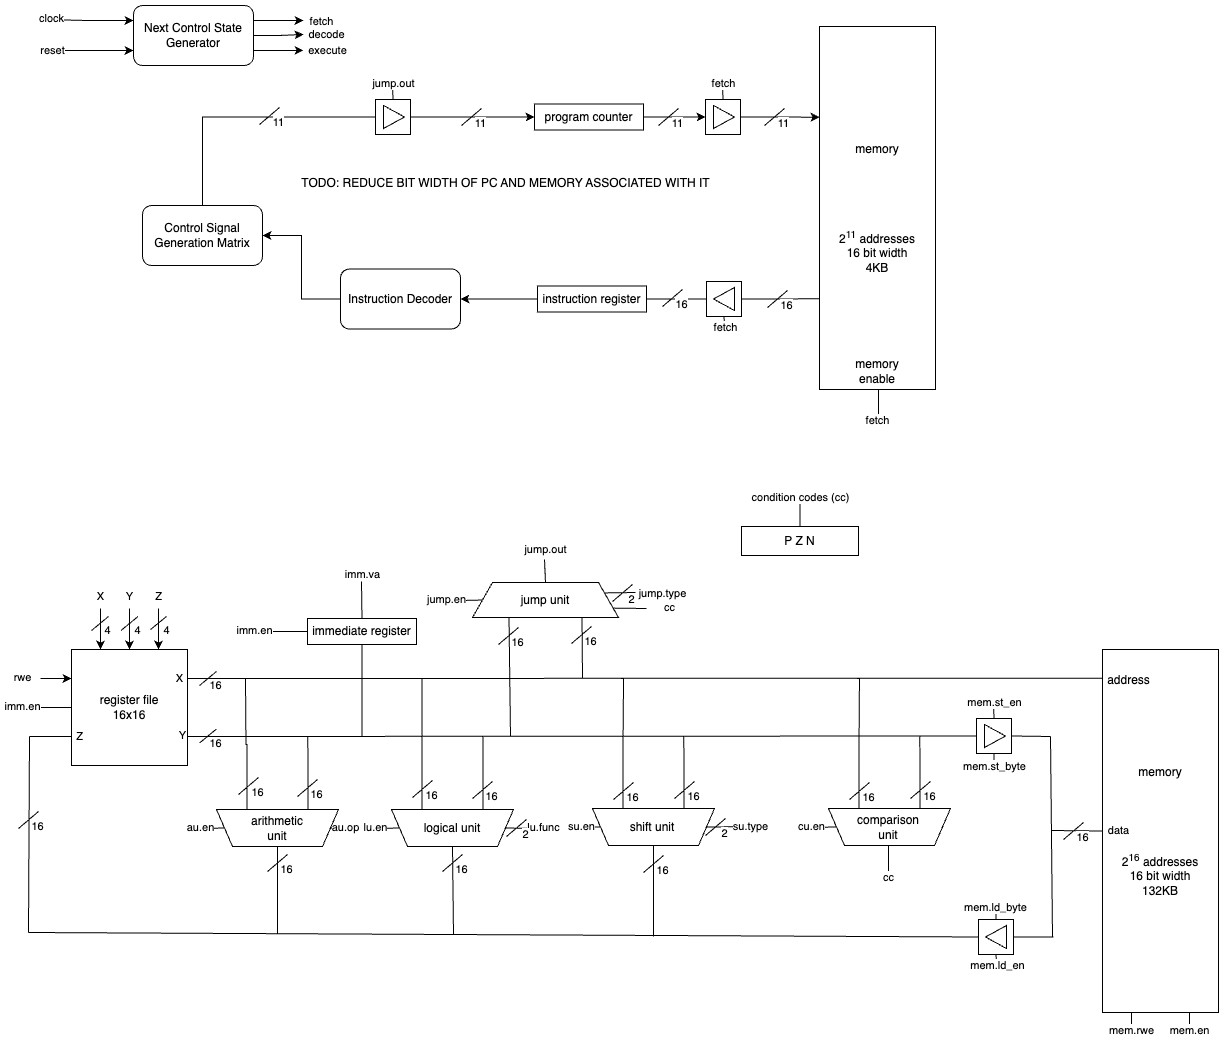 clock
reset
Next Control State
Generator
fetch
decode
execute
jump.out
fetch
11
11
program counter
11
11
memory
TODO: REDUCE BIT WIDTH OF PC AND MEMORY ASSOCIATED WITH IT
Control Signal
Generation Matrix
2^11 addresses
16 bit width
4KB
Instruction Decoder
instruction register
16
16
fetch
memory
enable
fetch
condition codes (cc)
P Z N
jump.out
imm.va
jump.en
jump unit
jump.type
2
cc
X
Y
Z
4
4
4
imm.en
immediate register
16
16
rwe
imm.en
register file
16x16
X
Y
Z
16
16
address
mem.st_en
mem.st_byte
memory
16
16
16
16
16
16
16
16
16
au.en
arithmetic
unit
au.op
lu.en
logical unit
2
lu.func
su.en
shift unit
2
su.type
cu.en
comparison
unit
16
data
2^16 addresses
16 bit width
132KB
16
16
16
cc
mem.ld_byte
mem.ld_en
mem.rwe
mem.en